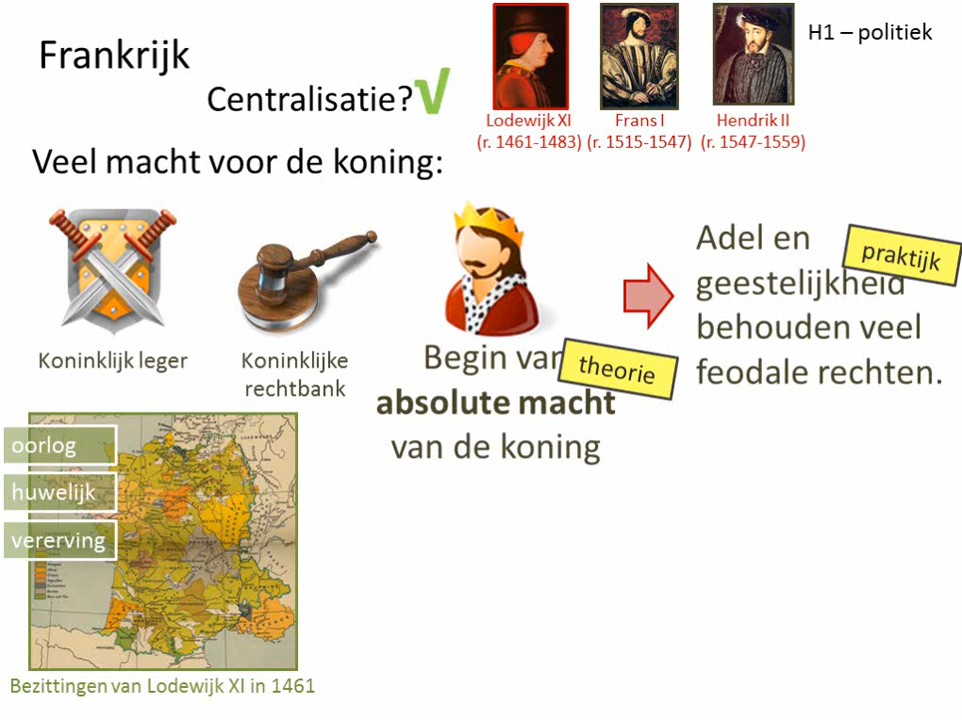 Frankrijk
Centralisatie?√
H1 – politiek
Lodewijk XI
(r. 1461-1483)
Frans I
(r. 1515-1547)
Hendrik II
(r. 1547-1559)
Veel macht voor de koning:
Koninklijk leger
Koninklijke
rechtbank
Begin van
theorie
absolute macht
van de koning
Adel en
praktijk
geestelijkheid
behouden veel
feodale rechten.
oorlog
huwelijk
vererving
Bezittingen van Lodewijk XI in 1461